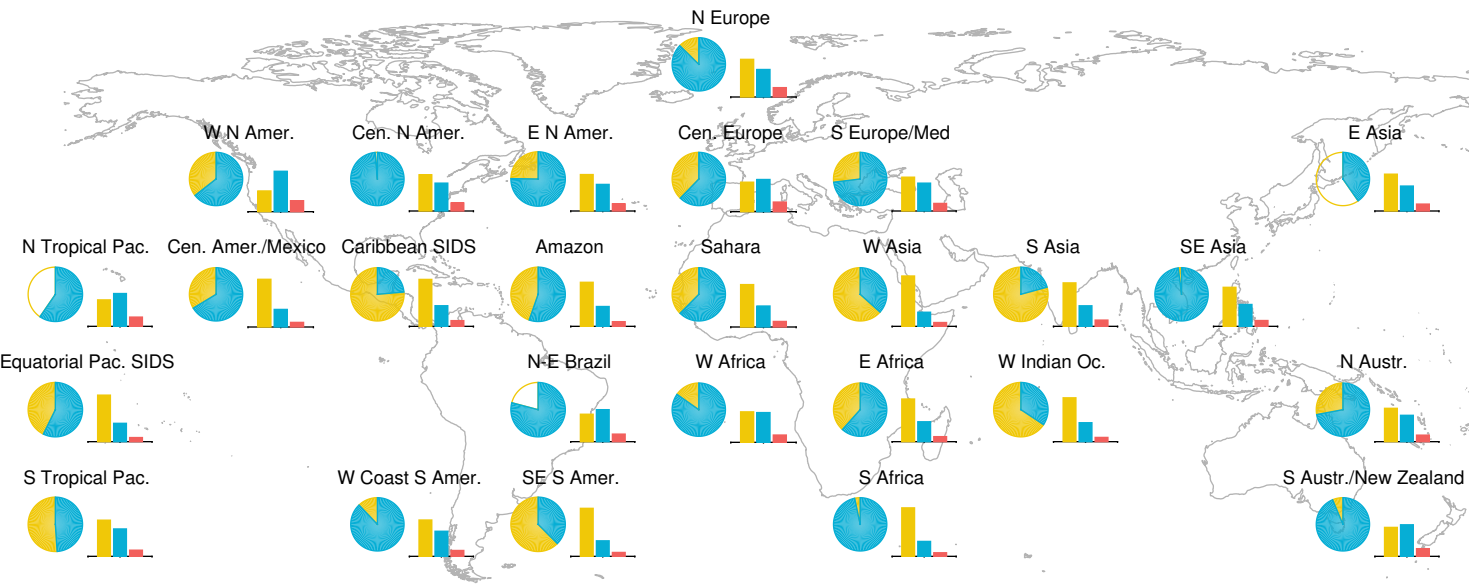 N Europe
W N Amer.
Cen. N Amer.
E N Amer.
Cen. Europe
S Europe/Med
E Asia
N Tropical Pac.
Cen. Amer./Mexico
Caribbean SIDS
Amazon
Sahara
W Asia
S Asia
SE Asia
Equatorial Pac. SIDS
N-E Brazil
W Africa
E Africa
W Indian Oc.
N Austr.
S Tropical Pac.
W Coast S Amer.
SE S Amer.
S Africa
S Austr./New Zealand